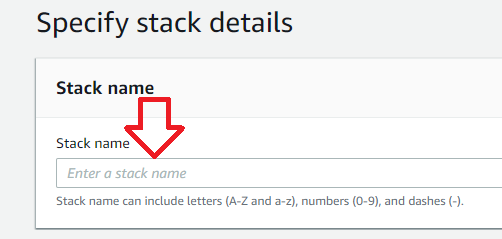 Specify stack details
Stack name
Stack name
Enter a stack name
Stack name can include letters (A-Z and a-z), numbers (0-9), and dashes (-).